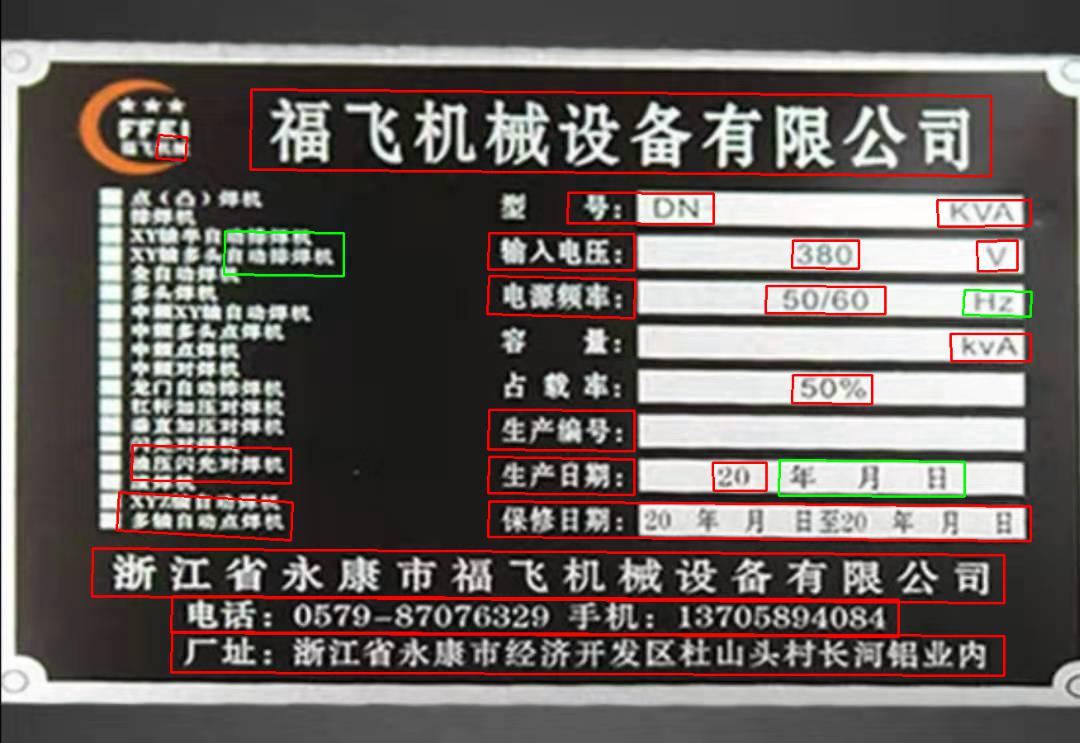 FFEI
福飞机械
福飞机械设备有限公司
点（凸）焊机
排焊机
XY轴半自动排焊机
XY轴多头自动排焊机
全自动焊机
多头焊机
中频XY轴自动焊机
中频多头点焊机
中频点焊机
中频对焊机
龙门自动排焊机
杠杆加压对焊机
垂直加压对焊机
闪光对焊机
油压闪光对焊机
滚焊机
XYZ轴自动焊机
多轴自动点焊机
型 号： DN KVA
输入电压： 380 V
电源频率： 50/60 Hz
容 量： kvA
占载率： 50%
生产编号：
生产日期： 20 年 月 日
保修日期： 20 年 月 日至20 年 月 日
浙江省永康市福飞机械设备有限公司
电话：0579-87076329 手机：13705894084
厂址：浙江省永康市经济开发区杜山头村长河铝业内